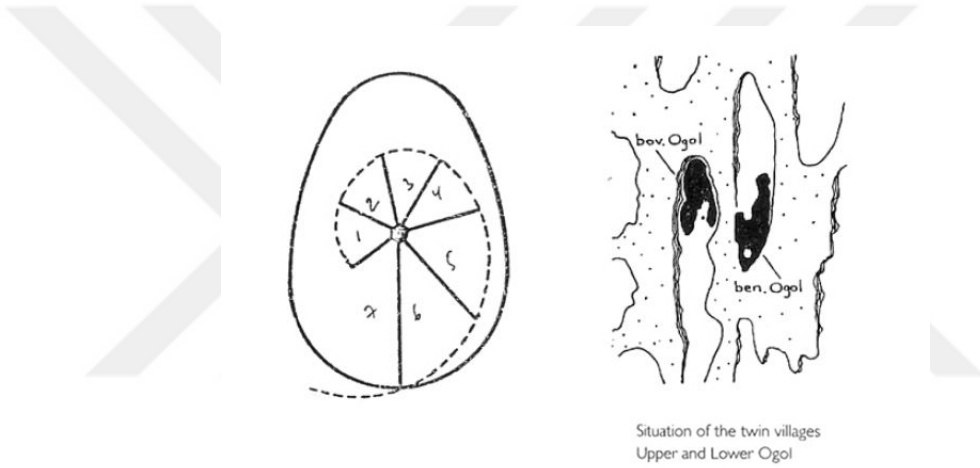 1
2
3
4
5
6
7
bov. Ogol
ben. Ogol
Situation of the twin villages
Upper and Lower Ogol